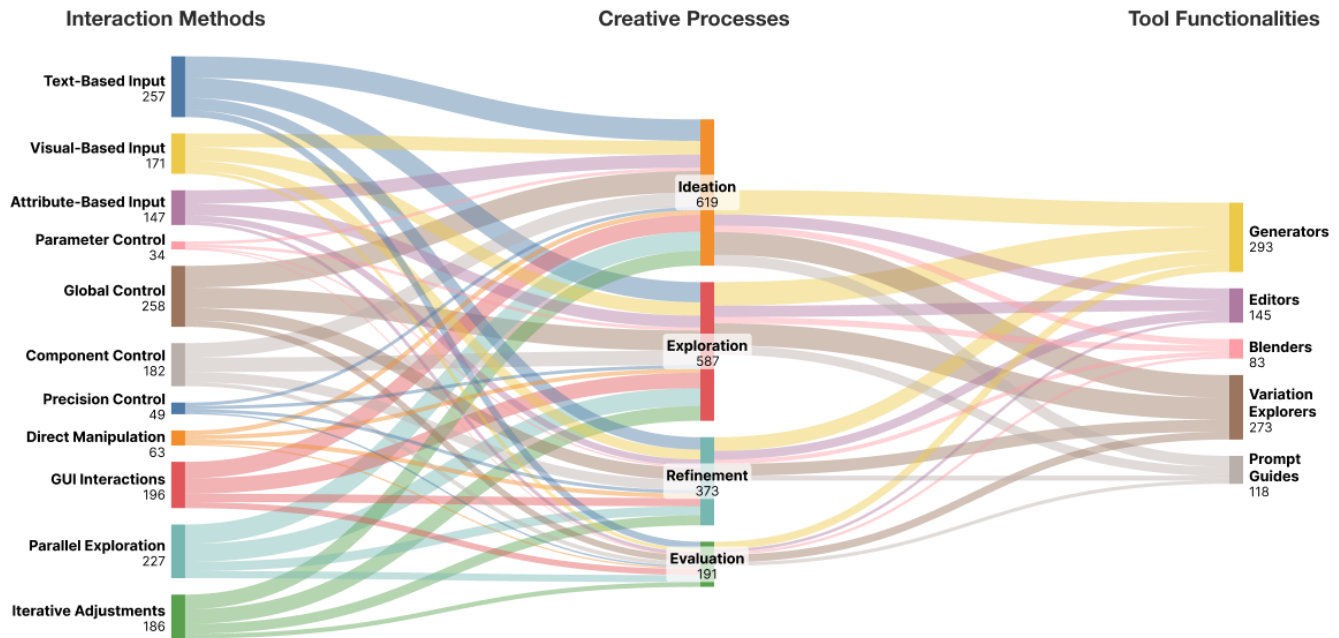 Interaction Methods
Creative Processes
Tool Functionalities
Text-Based Input
257
Visual-Based Input
171
Attribute-Based Input
147
Parameter Control
34
Global Control
258
Component Control
182
Precision Control
49
Direct Manipulation
63
GUI Interactions
196
Parallel Exploration
227
Iterative Adjustments
186
Ideation
619
Exploration
587
Refinement
373
Evaluation
191
Generators
293
Editors
145
Blenders
83
Variation
Explorers
273
Prompt
Guides
118